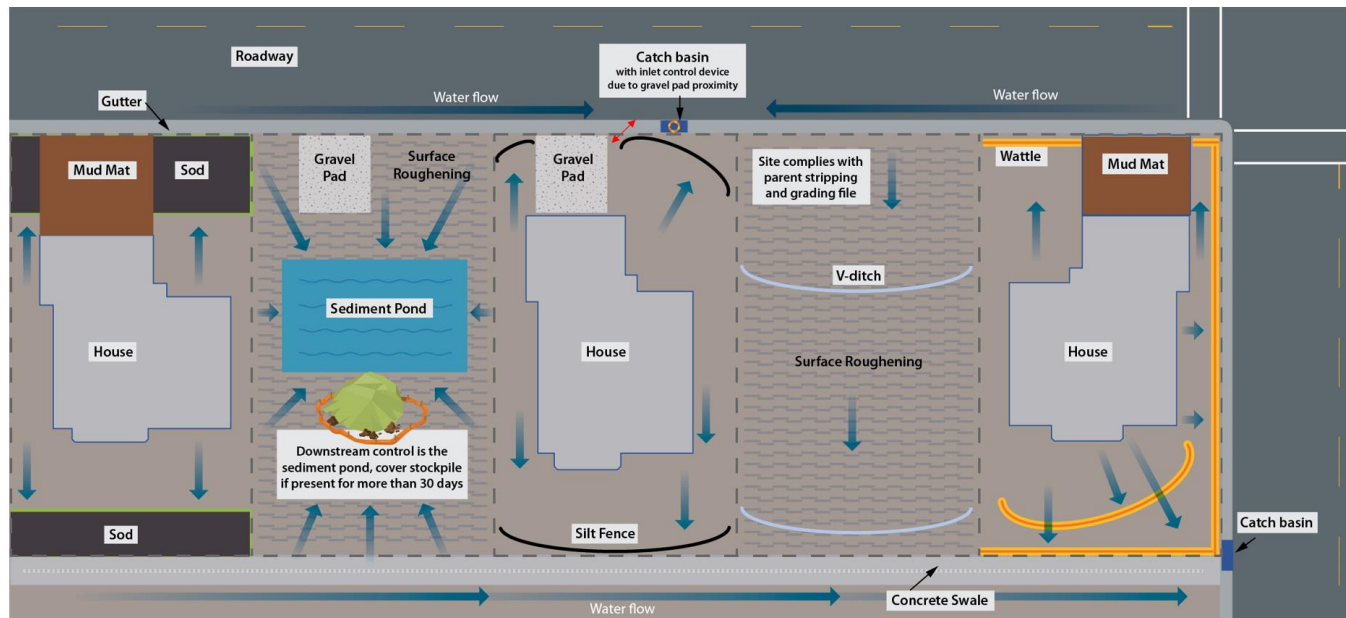 Roadway
Catch basin
with inlet control device
due to gravel pad proximity
Gutter
Water flow
Water flow
Mud Mat
Sod
Gravel
Pad
Surface
Roughening
Gravel
Pad
Site complies with
parent stripping
and grading file
Wattle
Mud Mat
V-ditch
Sediment Pond
House
House
Surface Roughening
House
Downstream control is the
sediment pond, cover stockpile
if present for more than 30 days
Sod
Silt Fence
Catch basin
Concrete Swale
Water flow